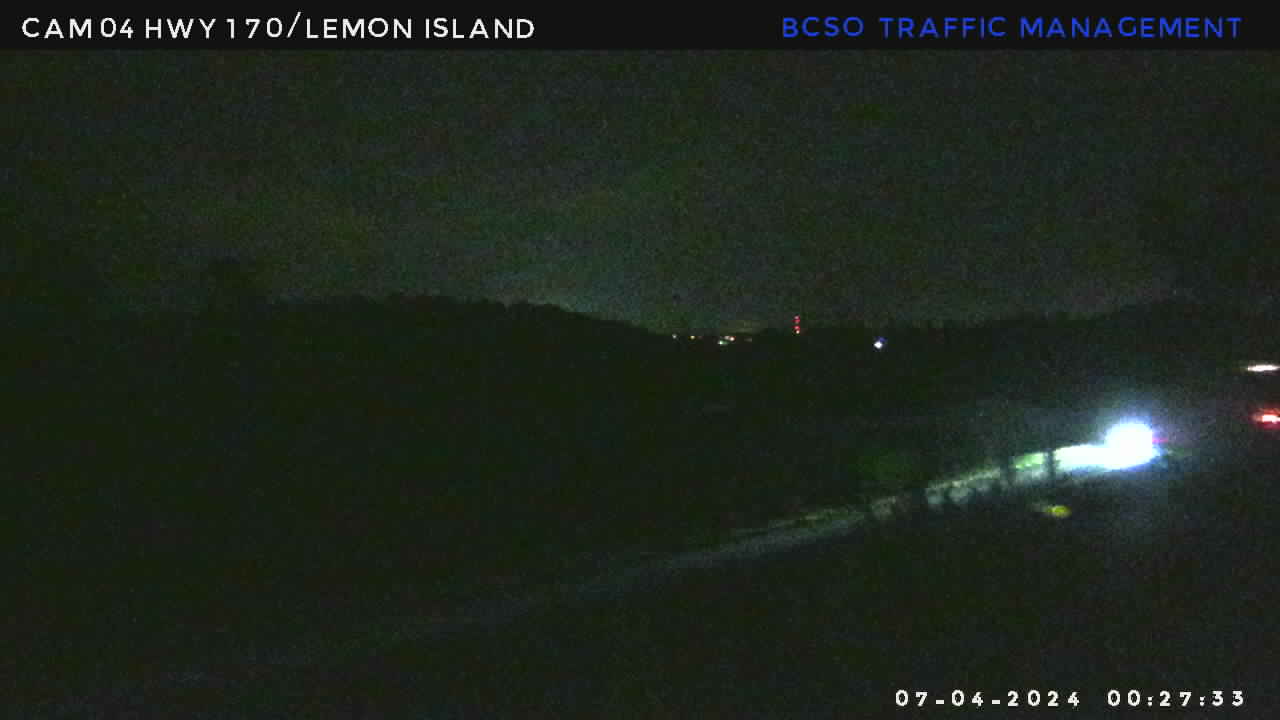 CAM04 HWY 170/LEMON ISLAND
BCSO TRAFFIC MANAGEMENT
07-04-2024 00:27:33